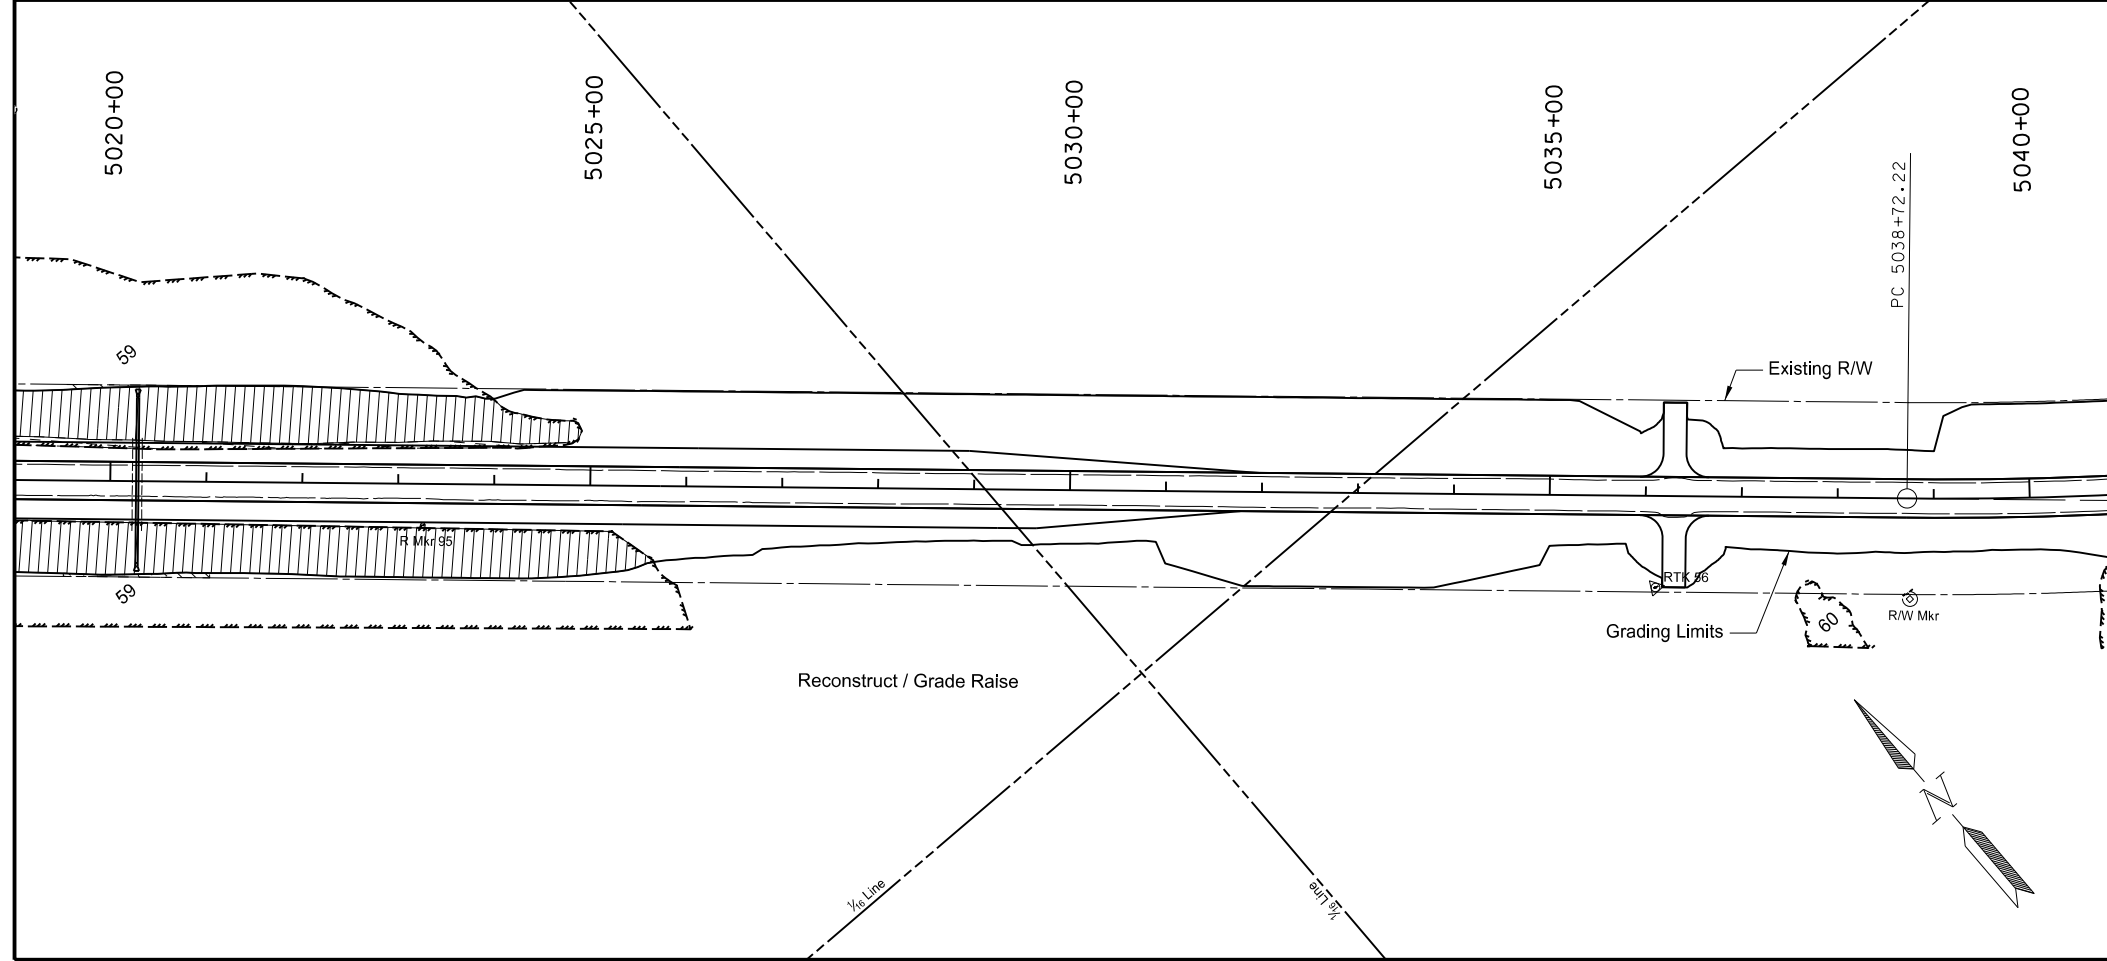 5020+00
5025+00
5030+00
5035+00
5040+00
PC 5038+72.22
59
Existing R/W
R Mkr 95
59
RTK 96
R/W Mkr
60
Grading Limits
Reconstruct / Grade Raise
N
1/16 Line
1/16 Line